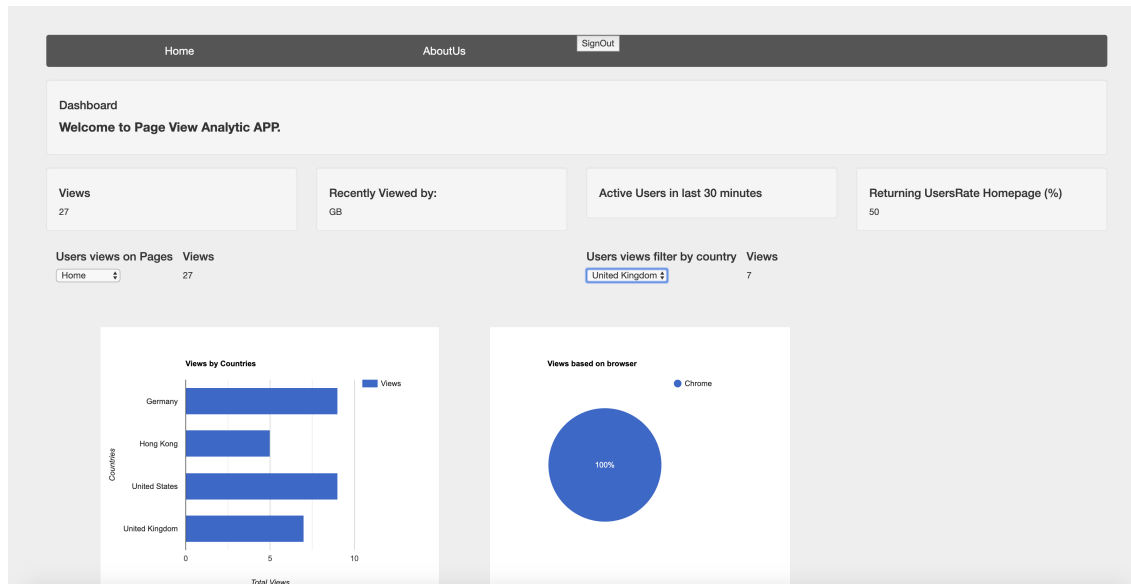 Home AboutUs SignOut
Dashboard
Welcome to Page View Analytic APP.
Views
27
Recently Viewed by:
GB
Active Users in last 30 minutes
Returning UsersRate Homepage (%)
50
Users views on Pages Views
Home 27
Users views filter by country Views
United Kingdom 7
Views by Countries
Views
Germany
Hong Kong
United States
United Kingdom
Countries
0 5 10
Total Views
Views based on browser
Chrome
100%